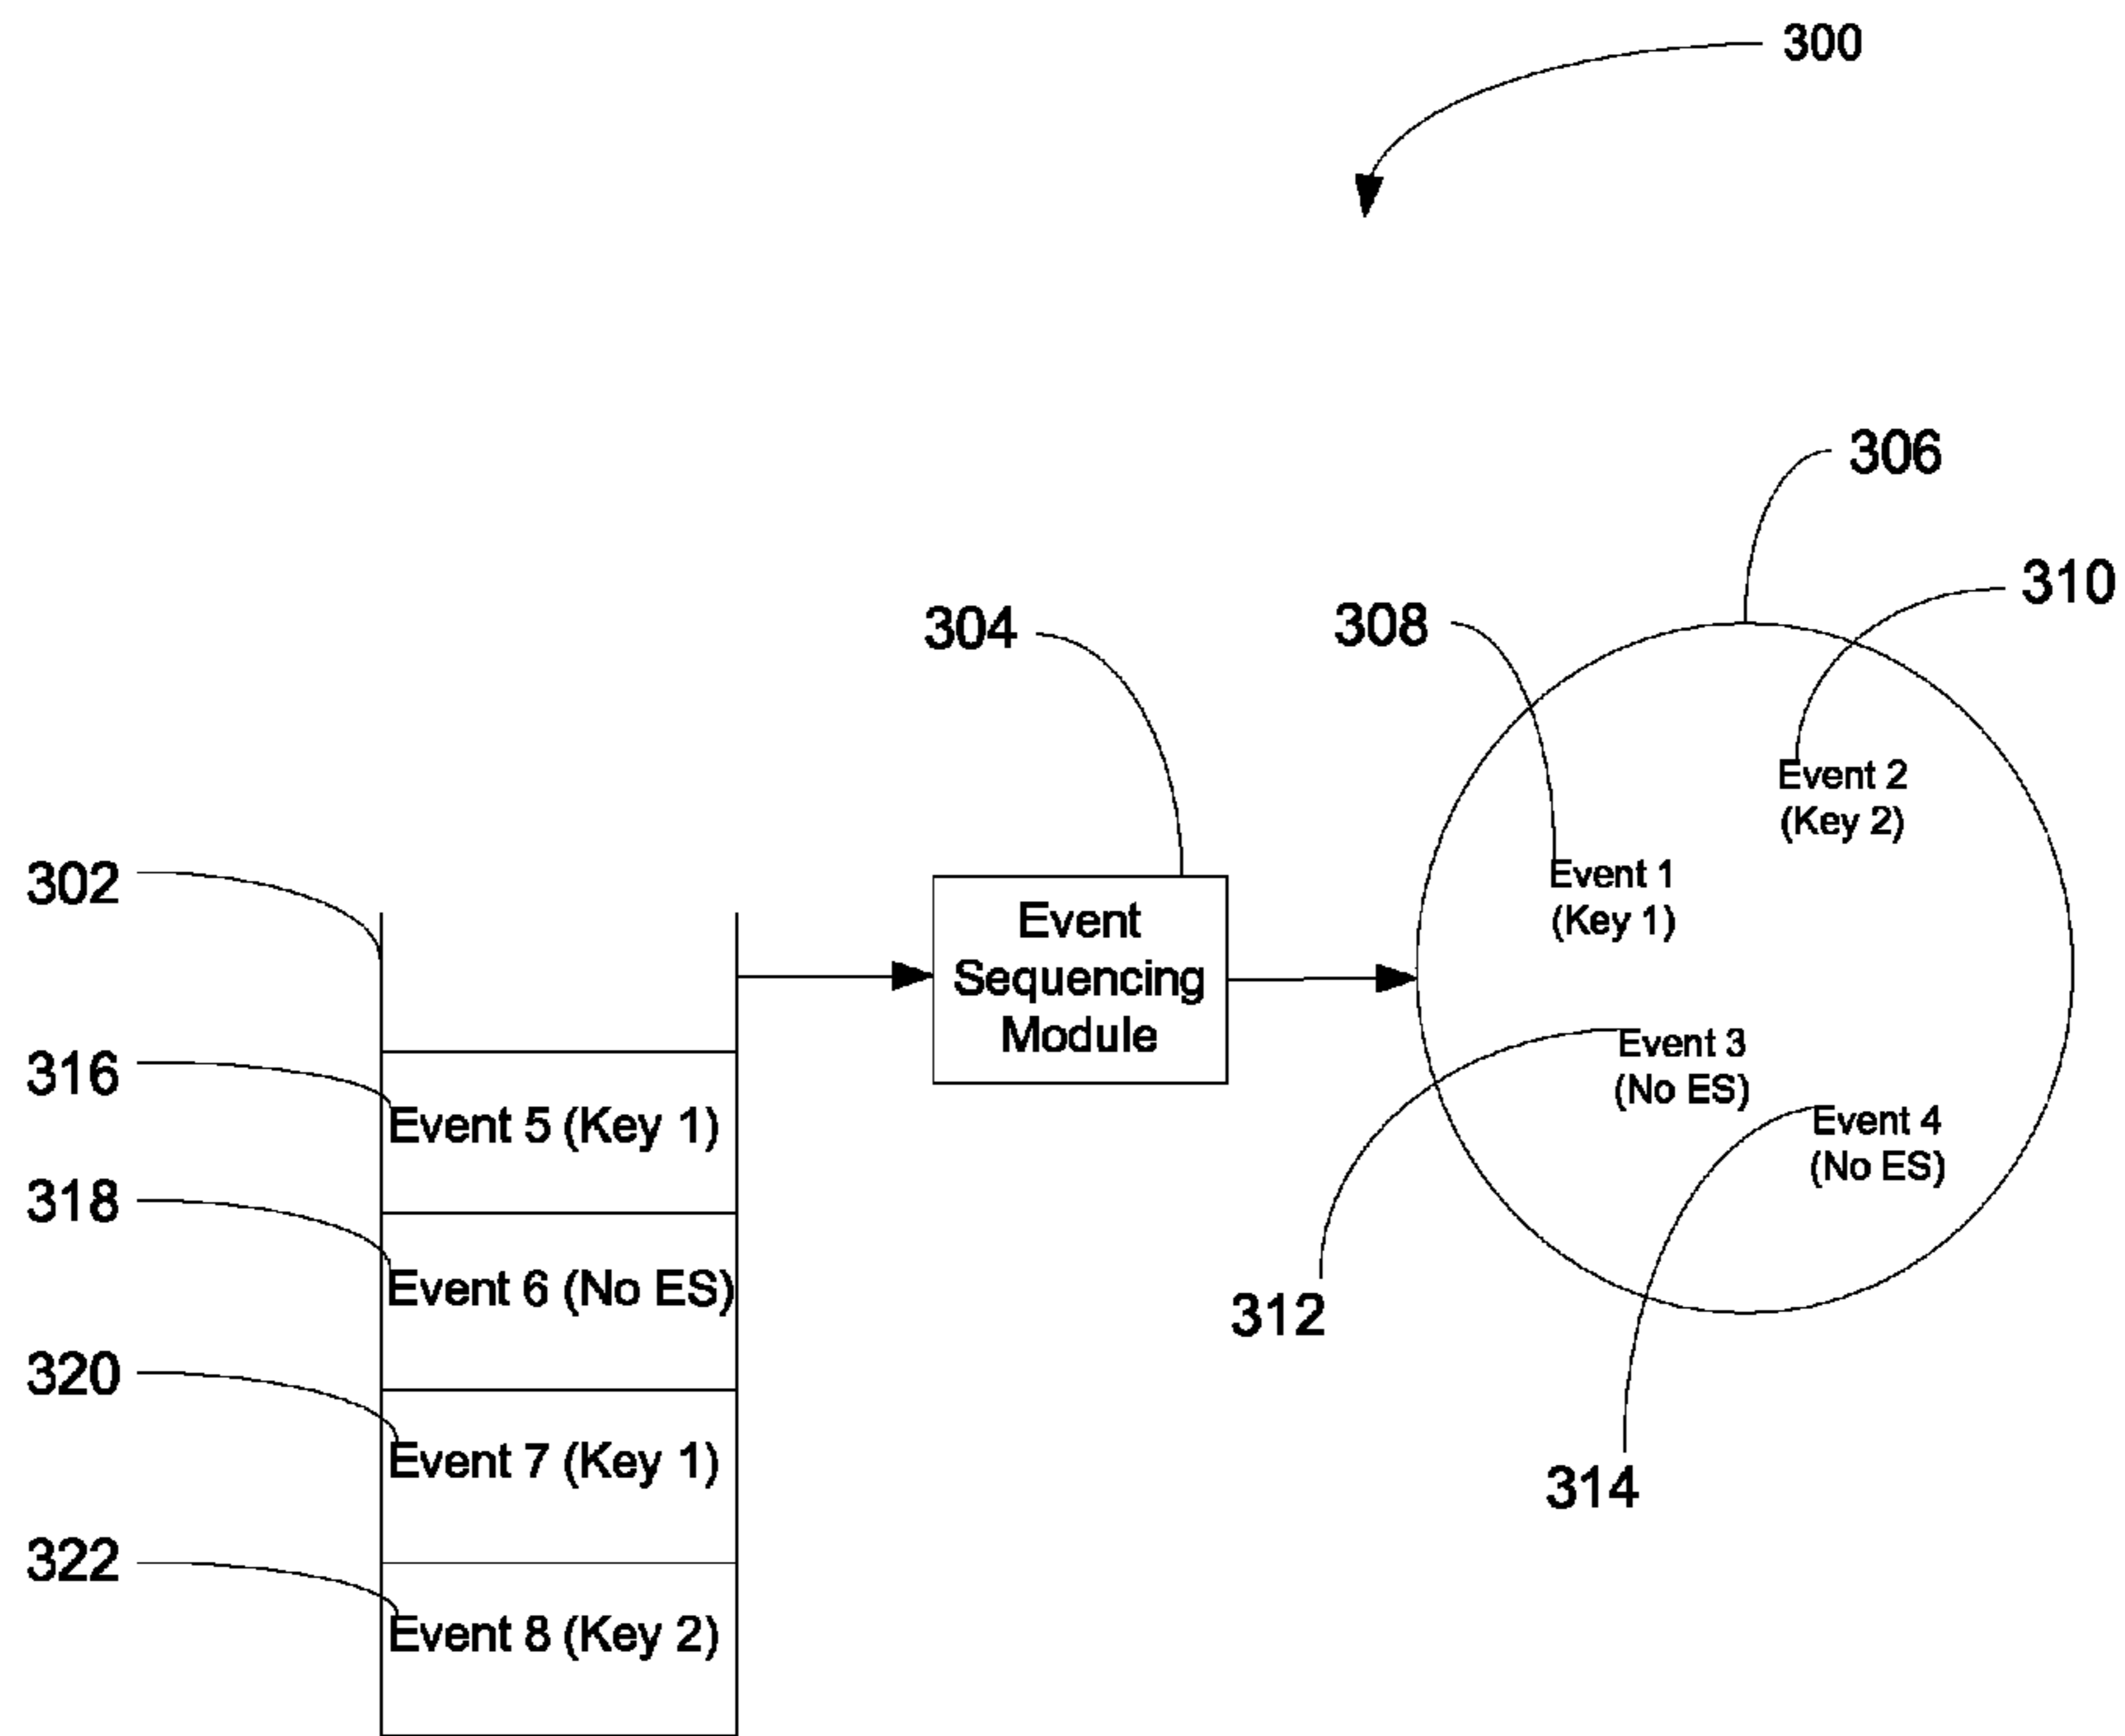 300
306
310
308
304
Event 2
(Key 2)
302
Event 1
(Key 1)
Event
Sequencing
Module
316
Event 5 (Key 1)
Event 3
(No ES)
Event 4
(No ES)
318
Event 6 (No ES)
312
320
Event 7 (Key 1)
314
322
Event 8 (Key 2)